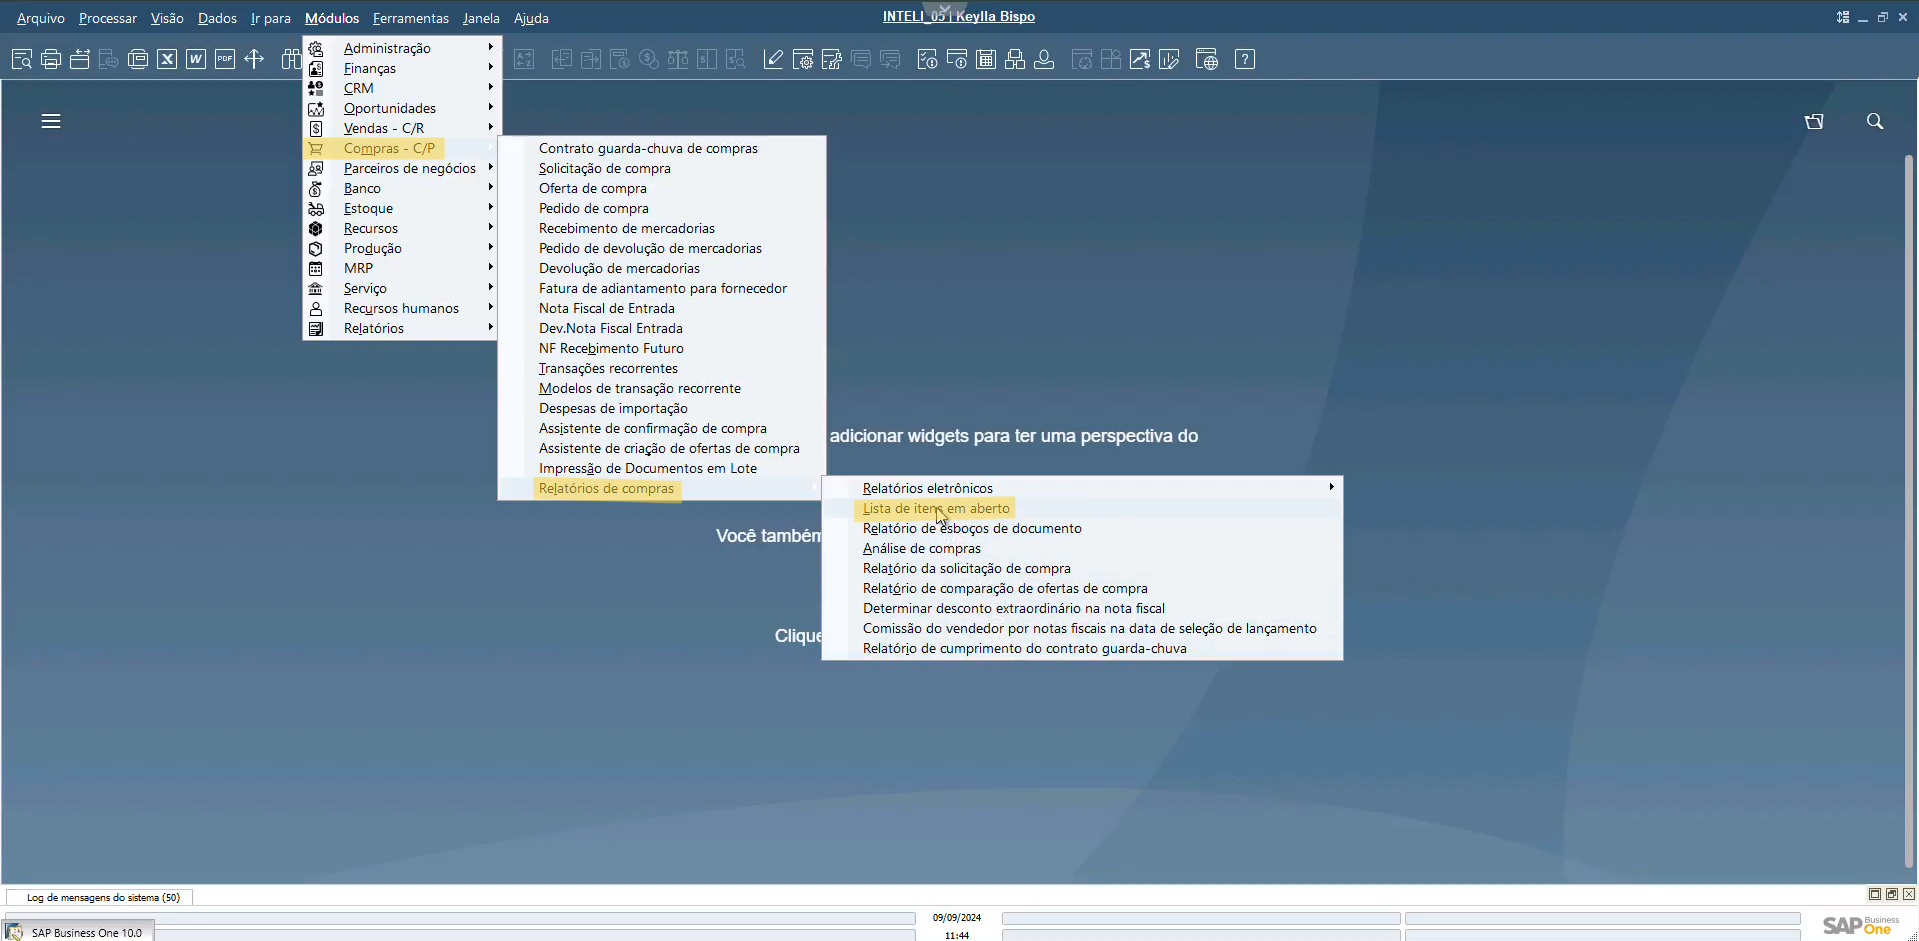 Arquivo Processar Visão Dados Ir para Módulos Ferramentas Janela Ajuda
INTELI_05 | Keylla Bispo
Administração
Finanças
CRM
Oportunidades
Vendas - C/R
Compras - C/P
Parceiros de negócios
Banco
Estoque
Recursos
Produção
MRP
Serviço
Recursos humanos
Relatórios
Contrato guarda-chuva de compras
Solicitação de compra
Oferta de compra
Pedido de compra
Recebimento de mercadorias
Pedido de devolução de mercadorias
Devolução de mercadorias
Fatura de adiantamento para fornecedor
Nota Fiscal de Entrada
Dev.Nota Fiscal Entrada
NF Recebimento Futuro
Transações recorrentes
Modelos de transação recorrente
Despesas de importação
Assistente de confirmação de compra
Assistente de criação de ofertas de compra
Impressão de Documentos em Lote
Relatórios de compras
Relatórios eletrônicos
Lista de itens em aberto
Relatório de esboços de documento
Análise de compras
Relatório da solicitação de compra
Relatório de comparação de ofertas de compra
Determinar desconto extraordinário na nota fiscal
Comissão do vendedor por notas fiscais na data de seleção de lançamento
Relatório de cumprimento do contrato guarda-chuva
adicionar widgets para ter uma perspectiva do
Você também
Clique
Log de mensagens do sistema (50)
09/09/2024
11:44
SAP Business One
SAP Business One 10.0